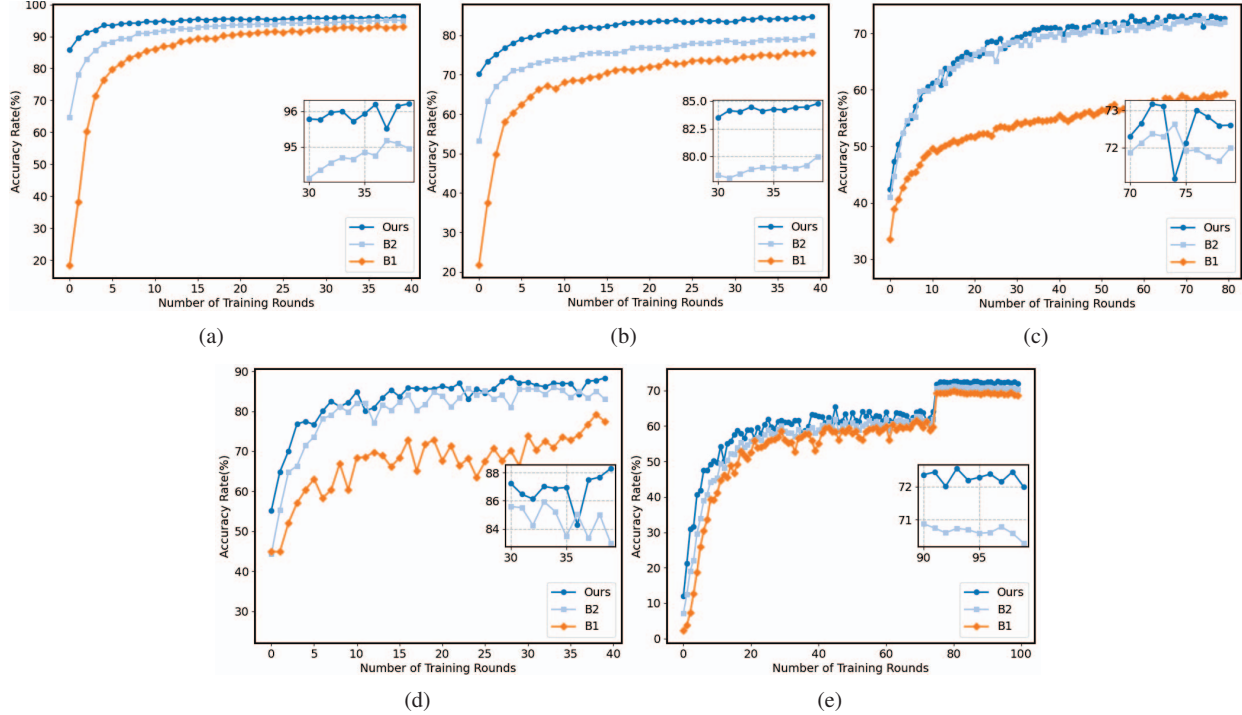 100
90
80
70
60
50
40
30
20
Accuracy Rate(%)
0 5 10 15 20 25 30 35 40
Number of Training Rounds
96
95
30 35
Ours
B2
B1
(a)
80
70
60
50
40
30
20
Accuracy Rate(%)
0 5 10 15 20 25 30 35 40
Number of Training Rounds
85.0
82.5
80.0
30 35
Ours
B2
B1
(b)
70
60
50
40
30
Accuracy Rate(%)
0 10 20 30 40 50 60 70 80
Number of Training Rounds
73
72
70 75
Ours
B2
B1
(c)
90
80
70
60
50
40
30
Accuracy Rate(%)
0 5 10 15 20 25 30 35 40
Number of Training Rounds
88
86
84
30 35
Ours
B2
B1
(d)
70
60
50
40
30
20
10
0
Accuracy Rate(%)
0 20 40 60 80 100
Number of Training Rounds
72
71
90 95
Ours
B2
B1
(e)